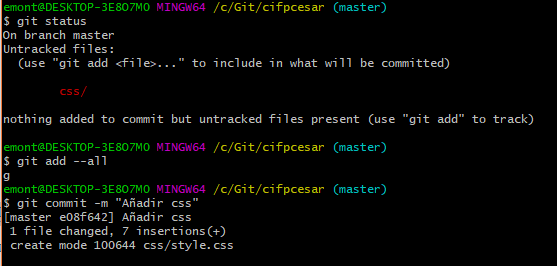 emont@DESKTOP-3E8O7MO MINGW64 /c/Git/cifpcesar (master)
$ git status
On branch master
Untracked files:
  (use "git add <file>..." to include in what will be committed)

        css/

nothing added to commit but untracked files present (use "git add" to track)

emont@DESKTOP-3E8O7MO MINGW64 /c/Git/cifpcesar (master)
$ git add --all
g
emont@DESKTOP-3E8O7MO MINGW64 /c/Git/cifpcesar (master)
$ git commit -m "Añadir css"
[master e08f642] Añadir css
 1 file changed, 7 insertions(+)
 create mode 100644 css/style.css